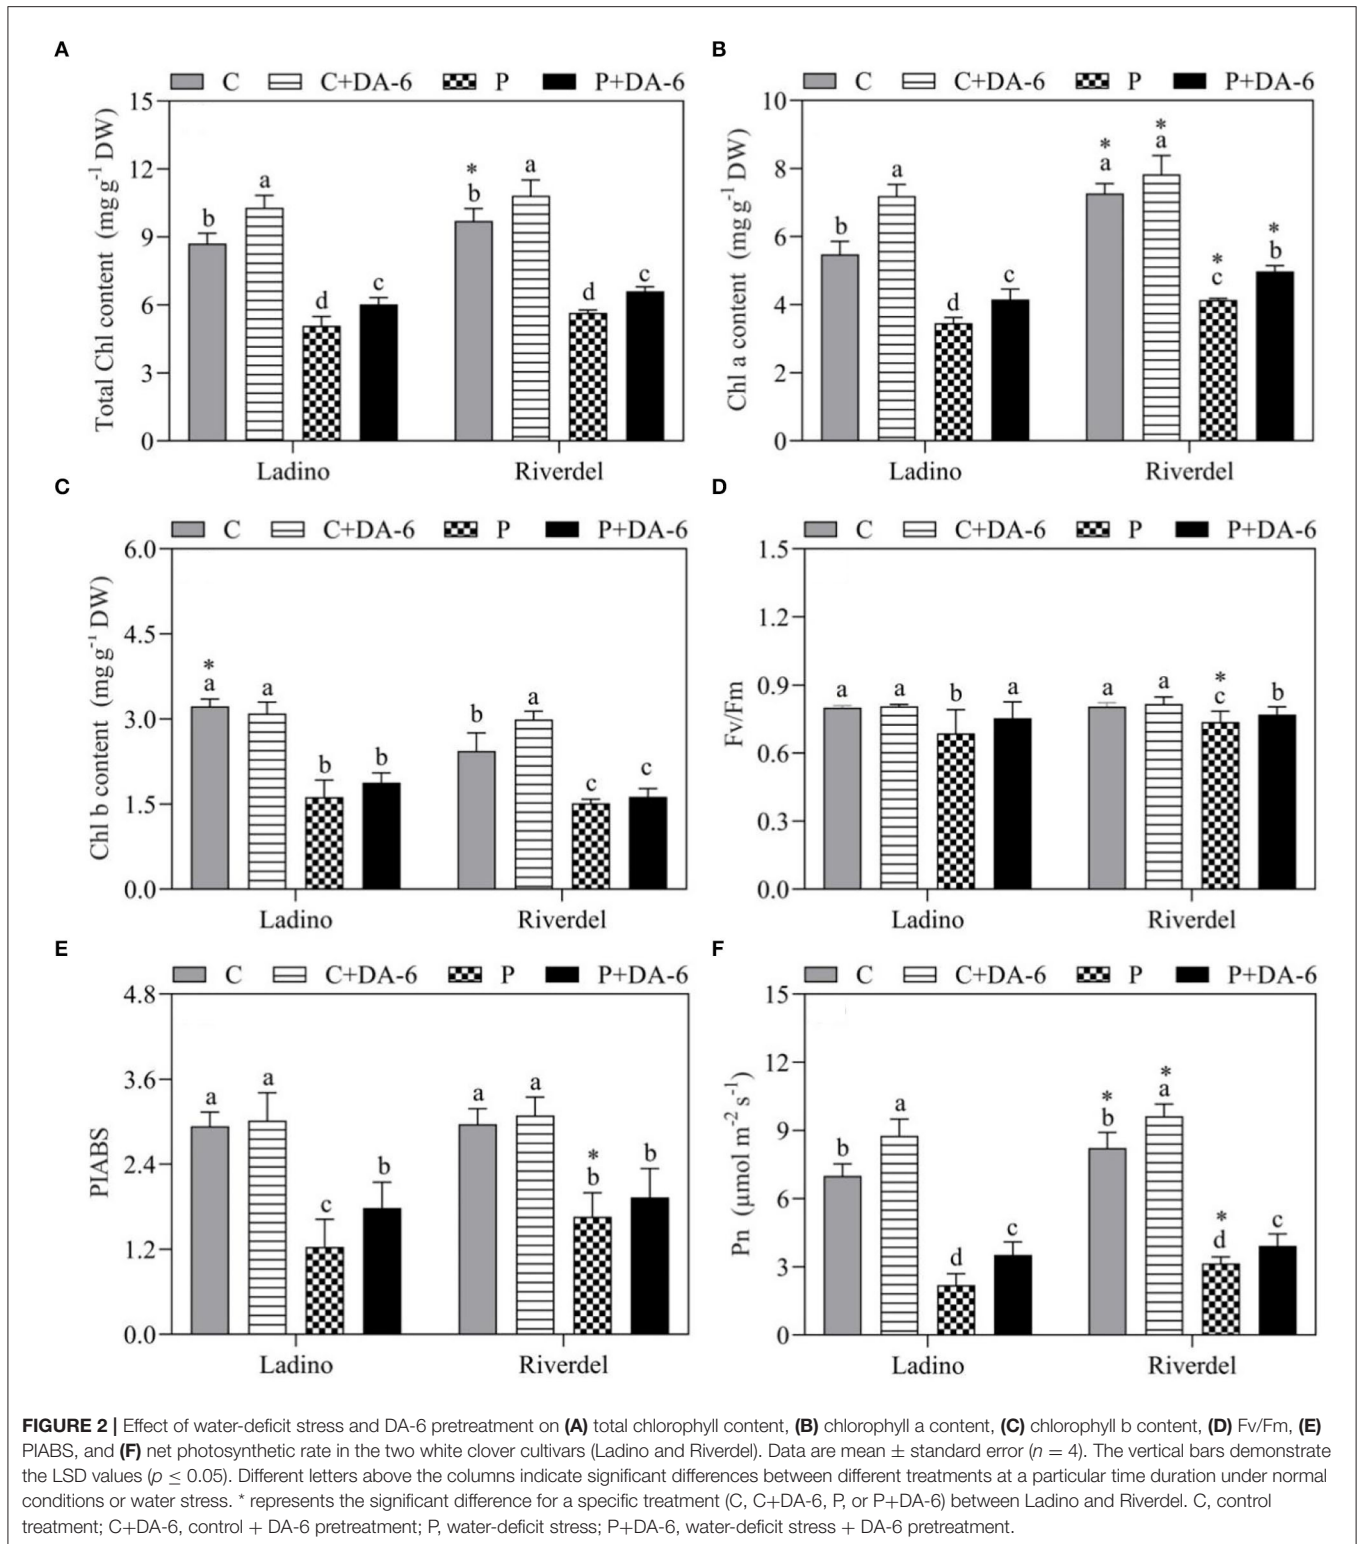 A
C C+DA-6 P P+DA-6
Total Chl content (mg g⁻¹ DW)
15
12
9
6
3
0
b a d c
* b a d c
Ladino Riverdel
B
C C+DA-6 P P+DA-6
Chl a content (mg g⁻¹ DW)
10
8
6
4
2
0
b a d c
* a * a * c * b
Ladino Riverdel
C
C C+DA-6 P P+DA-6
Chl b content (mg g⁻¹ DW)
6.0
4.5
3.0
1.5
0.0
* a a b b
b a c c
Ladino Riverdel
D
C C+DA-6 P P+DA-6
Fv/Fm
1.5
1.2
0.9
0.6
0.3
0.0
a a b a
a a * c b
Ladino Riverdel
E
C C+DA-6 P P+DA-6
PIABS
4.8
3.6
2.4
1.2
0.0
a a c b
a a * b b
Ladino Riverdel
F
C C+DA-6 P P+DA-6
Pn (μmol m⁻² s⁻¹)
15
12
9
6
3
0
b a d c
* b * a * d c
Ladino Riverdel
FIGURE 2 | Effect of water-deficit stress and DA-6 pretreatment on (A) total chlorophyll content, (B) chlorophyll a content, (C) chlorophyll b content, (D) Fv/Fm, (E)
PIABS, and (F) net photosynthetic rate in the two white clover cultivars (Ladino and Riverdel). Data are mean ± standard error (n = 4). The vertical bars demonstrate
the LSD values (p ≤ 0.05). Different letters above the columns indicate significant differences between different treatments at a particular time duration under normal
conditions or water stress. * represents the significant difference for a specific treatment (C, C+DA-6, P, or P+DA-6) between Ladino and Riverdel. C, control
treatment; C+DA-6, control + DA-6 pretreatment; P, water-deficit stress; P+DA-6, water-deficit stress + DA-6 pretreatment.